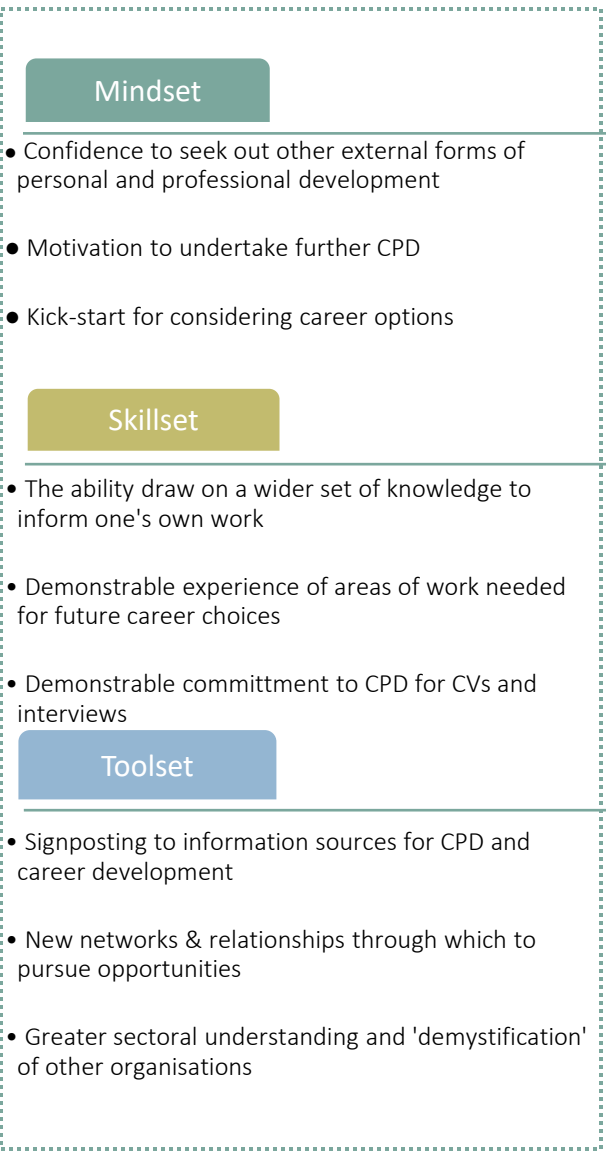 Mindset
● Confidence to seek out other external forms of
personal and professional development
● Motivation to undertake further CPD
● Kick-start for considering career options
Skillset
• The ability draw on a wider set of knowledge to
inform one's own work
• Demonstrable experience of areas of work needed
for future career choices
• Demonstrable committment to CPD for CVs and
interviews
Toolset
• Signposting to information sources for CPD and
career development
• New networks & relationships through which to
pursue opportunities
• Greater sectoral understanding and 'demystification'
of other organisations